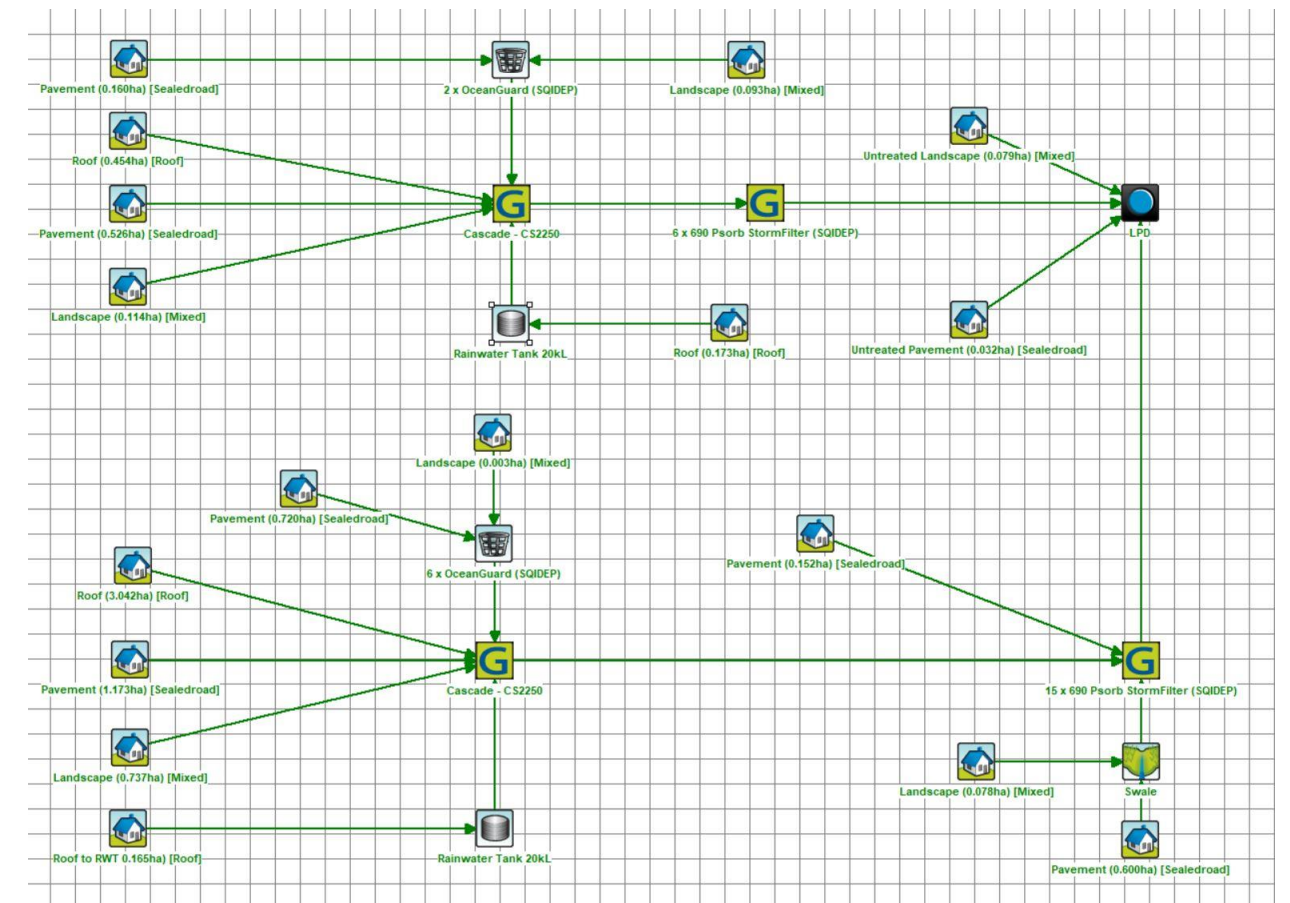 Pavement (0.160ha) [Sealedroad]
2 x OceanGuard (SQIDEP)
Landscape (0.093ha) [Mixed]
Roof (0.454ha) [Roof]
Untreated Landscape (0.079ha) [Mixed]
Pavement (0.526ha) [Sealedroad]
G
Cascade - CS2250
G
6 x 690 Psorb StormFilter (SQIDEP)
LPD
Landscape (0.114ha) [Mixed]
Rainwater Tank 20kL
Roof (0.173ha) [Roof]
Untreated Pavement (0.032ha) [Sealedroad]
Landscape (0.003ha) [Mixed]
Pavement (0.720ha) [Sealedroad]
6 x OceanGuard (SQIDEP)
Pavement (0.152ha) [Sealedroad]
Roof (3.042ha) [Roof]
Pavement (1.173ha) [Sealedroad]
G
Cascade - CS2250
G
15 x 690 Psorb StormFilter (SQIDEP)
Landscape (0.737ha) [Mixed]
Landscape (0.078ha) [Mixed]
Swale
Roof to RWT 0.165ha) [Roof]
Rainwater Tank 20kL
Pavement (0.600ha) [Sealedroad]